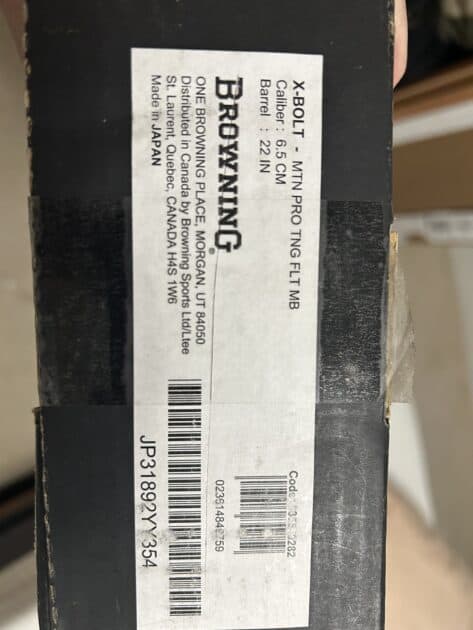 X-BOLT - MTN PRO TNG FLT MB
Caliber : 6.5 CM
Barrel : 22 IN
Code
BROWNING®
ONE BROWNING PLACE, MORGAN, UT 84050
Distributed in Canada by Browning Sports Ltd/Ltee
St. Laurent, Quebec, CANADA H4S 1W6
Made in JAPAN
JP31892YY354